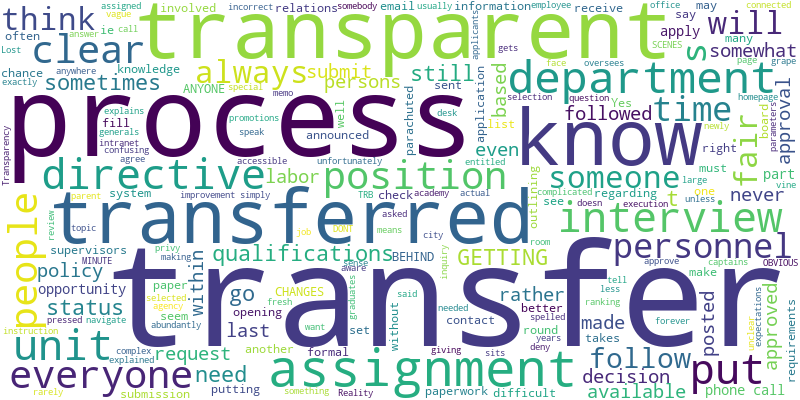 think
often
ie
involved
vague
assigned
answer
call
transparent
incorrect
relations
somebody
usually
email
information
receive
employee
office
may
say
many
connected
page
grape
will
Lost
clear
chance
anywhere
exactly
sometimes
knowledge
explains
always
ANYONE
special
submit
persons
still
gets
sent
desk
applicants
application
s
apply
somewhat
SCENES
face
oversees
department
process
confusing
fill
generals
intranet
agree
memo
promotions
speak
well
announced
unfortunately
parachuted
list
even
based
selection
question
Yes
know
followed
time
homepage
parameters
newly
board
right
approval
fair
part
vine
Transparency
directive
position
labor
system
accessible
check
TRB
academy
entitled
actual
outlining
regarding
see
someone
complicated
doesn
t
must
large
unless
never
one
requirements
people
transferred
parent
topic
review
improvement simply
job
DONT
asked
means
city
privy
making
interview
execution
personnel
room
supervisors
MINUTE
policy
opportunity
within
qualifications
GETTING
BEHIND
sense
aware
inquiry
approve
captains
OBVIOUS
tell
less
make
status
paper
pressed
navigate
selected
agency
instruction
abundantly
seem
go
opening
last
CHANGES
fresh
graduates
want
transfer
said
needed
set
without
contact
rather
better
round
years
deny
made
spelled
takes
ranking
forever
decision
posted
approved
unclear
expectations
unit
everyone
complex
explained
rarely
submission
request
need
another
putting
formal
something
Reality
assignment
giving
sits
paperwork
difficult
follow
available
put
phone call